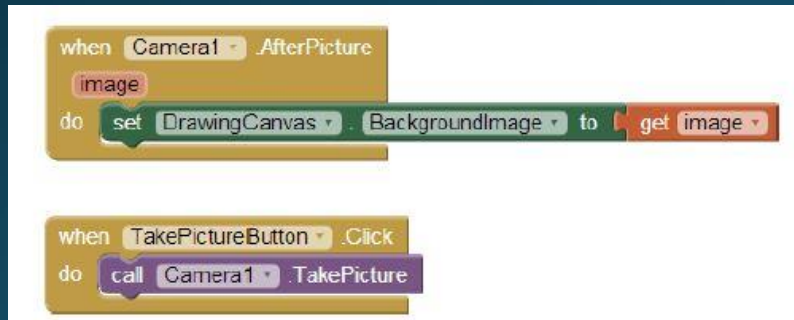 when Camera1 .AfterPicture
image
do set DrawingCanvas . BackgroundImage to get image
when TakePictureButton .Click
do call Camera1 .TakePicture